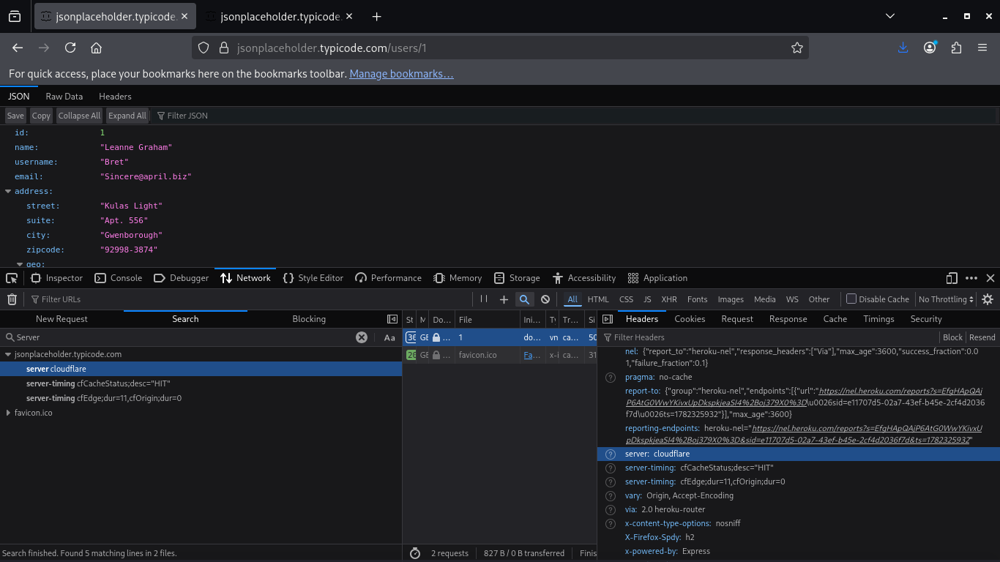 jsonplaceholder.typicode.
jsonplaceholder.typicode.
jsonplaceholder.typicode.com/users/1
For quick access, place your bookmarks here on the bookmarks toolbar. Manage bookmarks…
JSON Raw Data Headers
Save Copy Collapse All Expand All Filter JSON
id: 1
name: "Leanne Graham"
username: "Bret"
email: "Sincere@april.biz"
address:
street: "Kulas Light"
suite: "Apt. 556"
city: "Gwenborough"
zipcode: "92998-3874"
geo:
Inspector Console Debugger Network Style Editor Performance Memory Storage Accessibility Application
Filter URLs All HTML CSS JS XHR Fonts Images Media WS Other Disable Cache No Throttling
New Request Search Blocking
Server Aa
jsonplaceholder.typicode.com
server cloudflare
server-timing cfCacheStatus;desc="HIT"
server-timing cfEdge;dur=11,cfOrigin;dur=0
favicon.ico
Search finished. Found 5 matching lines in 2 files.
St M Do… File Ini… Ty Tr… Si
GE … 1 do… vn ca… 50
GE … favicon.ico Fa… x-i ca… 31
2 requests 827 B / 0 B transferred Finis
Headers Cookies Request Response Cache Timings Security
Filter Headers Block Resend
nel: {"report_to":"heroku-nel","response_headers":["Via"],"max_age":3600,"success_fraction":0.0
1,"failure_fraction":0.1}
pragma: no-cache
report-to: {"group":"heroku-nel","endpoints":[{"url":"https://nel.heroku.com/reports?s=EfgHApQAj
P6AtG0WwYKivxUpDkspkjeaSI4%2Boj379X0%3D\u0026sid=e11707d5-02a7-43ef-b45e-2cf4d2036
f7d\u0026ts=1782325932"}],"max_age":3600}
reporting-endpoints: heroku-nel="https://nel.heroku.com/reports?s=EfgHApQAjP6AtG0WwYKivxU
pDkspkjeaSI4%2Boj379X0%3D&sid=e11707d5-02a7-43ef-b45e-2cf4d2036f7d&ts=1782325932"
server: cloudflare
server-timing: cfCacheStatus;desc="HIT"
server-timing: cfEdge;dur=11,cfOrigin;dur=0
vary: Origin, Accept-Encoding
via: 2.0 heroku-router
x-content-type-options: nosniff
X-Firefox-Spdy: h2
x-powered-by: Express